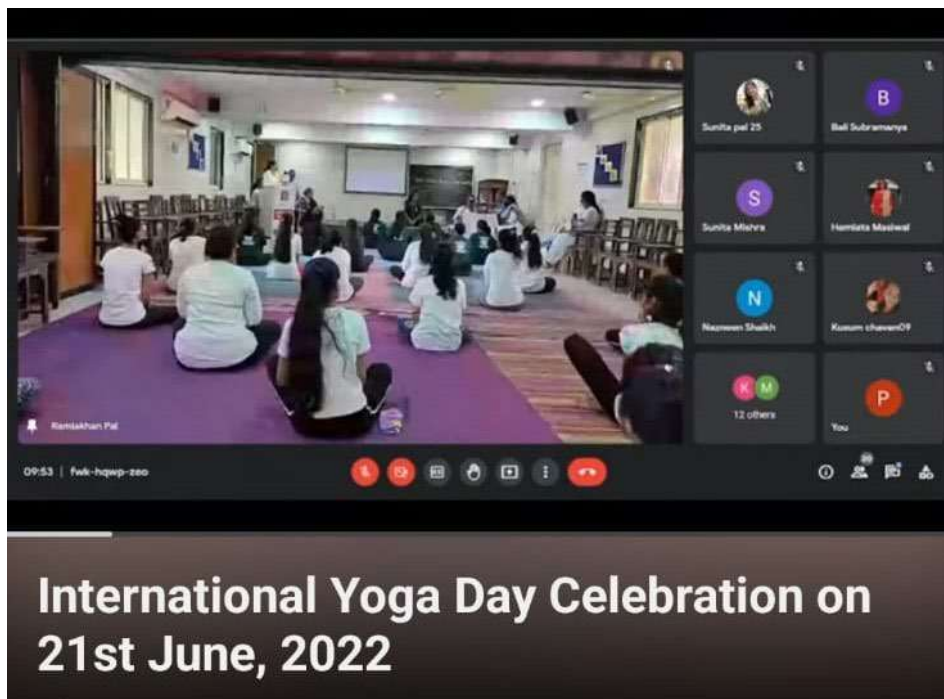 Sunita pal 25
B
Bali Subramanya
S
Sunita Mishra
Hemlata Masiwal
N
Nazneen Shaikh
Kusum chavan09
K M
12 others
P
You
Ramlakhan Pal
09:53 | fwk-hqwp-zeo
20
International Yoga Day Celebration on
21st June, 2022